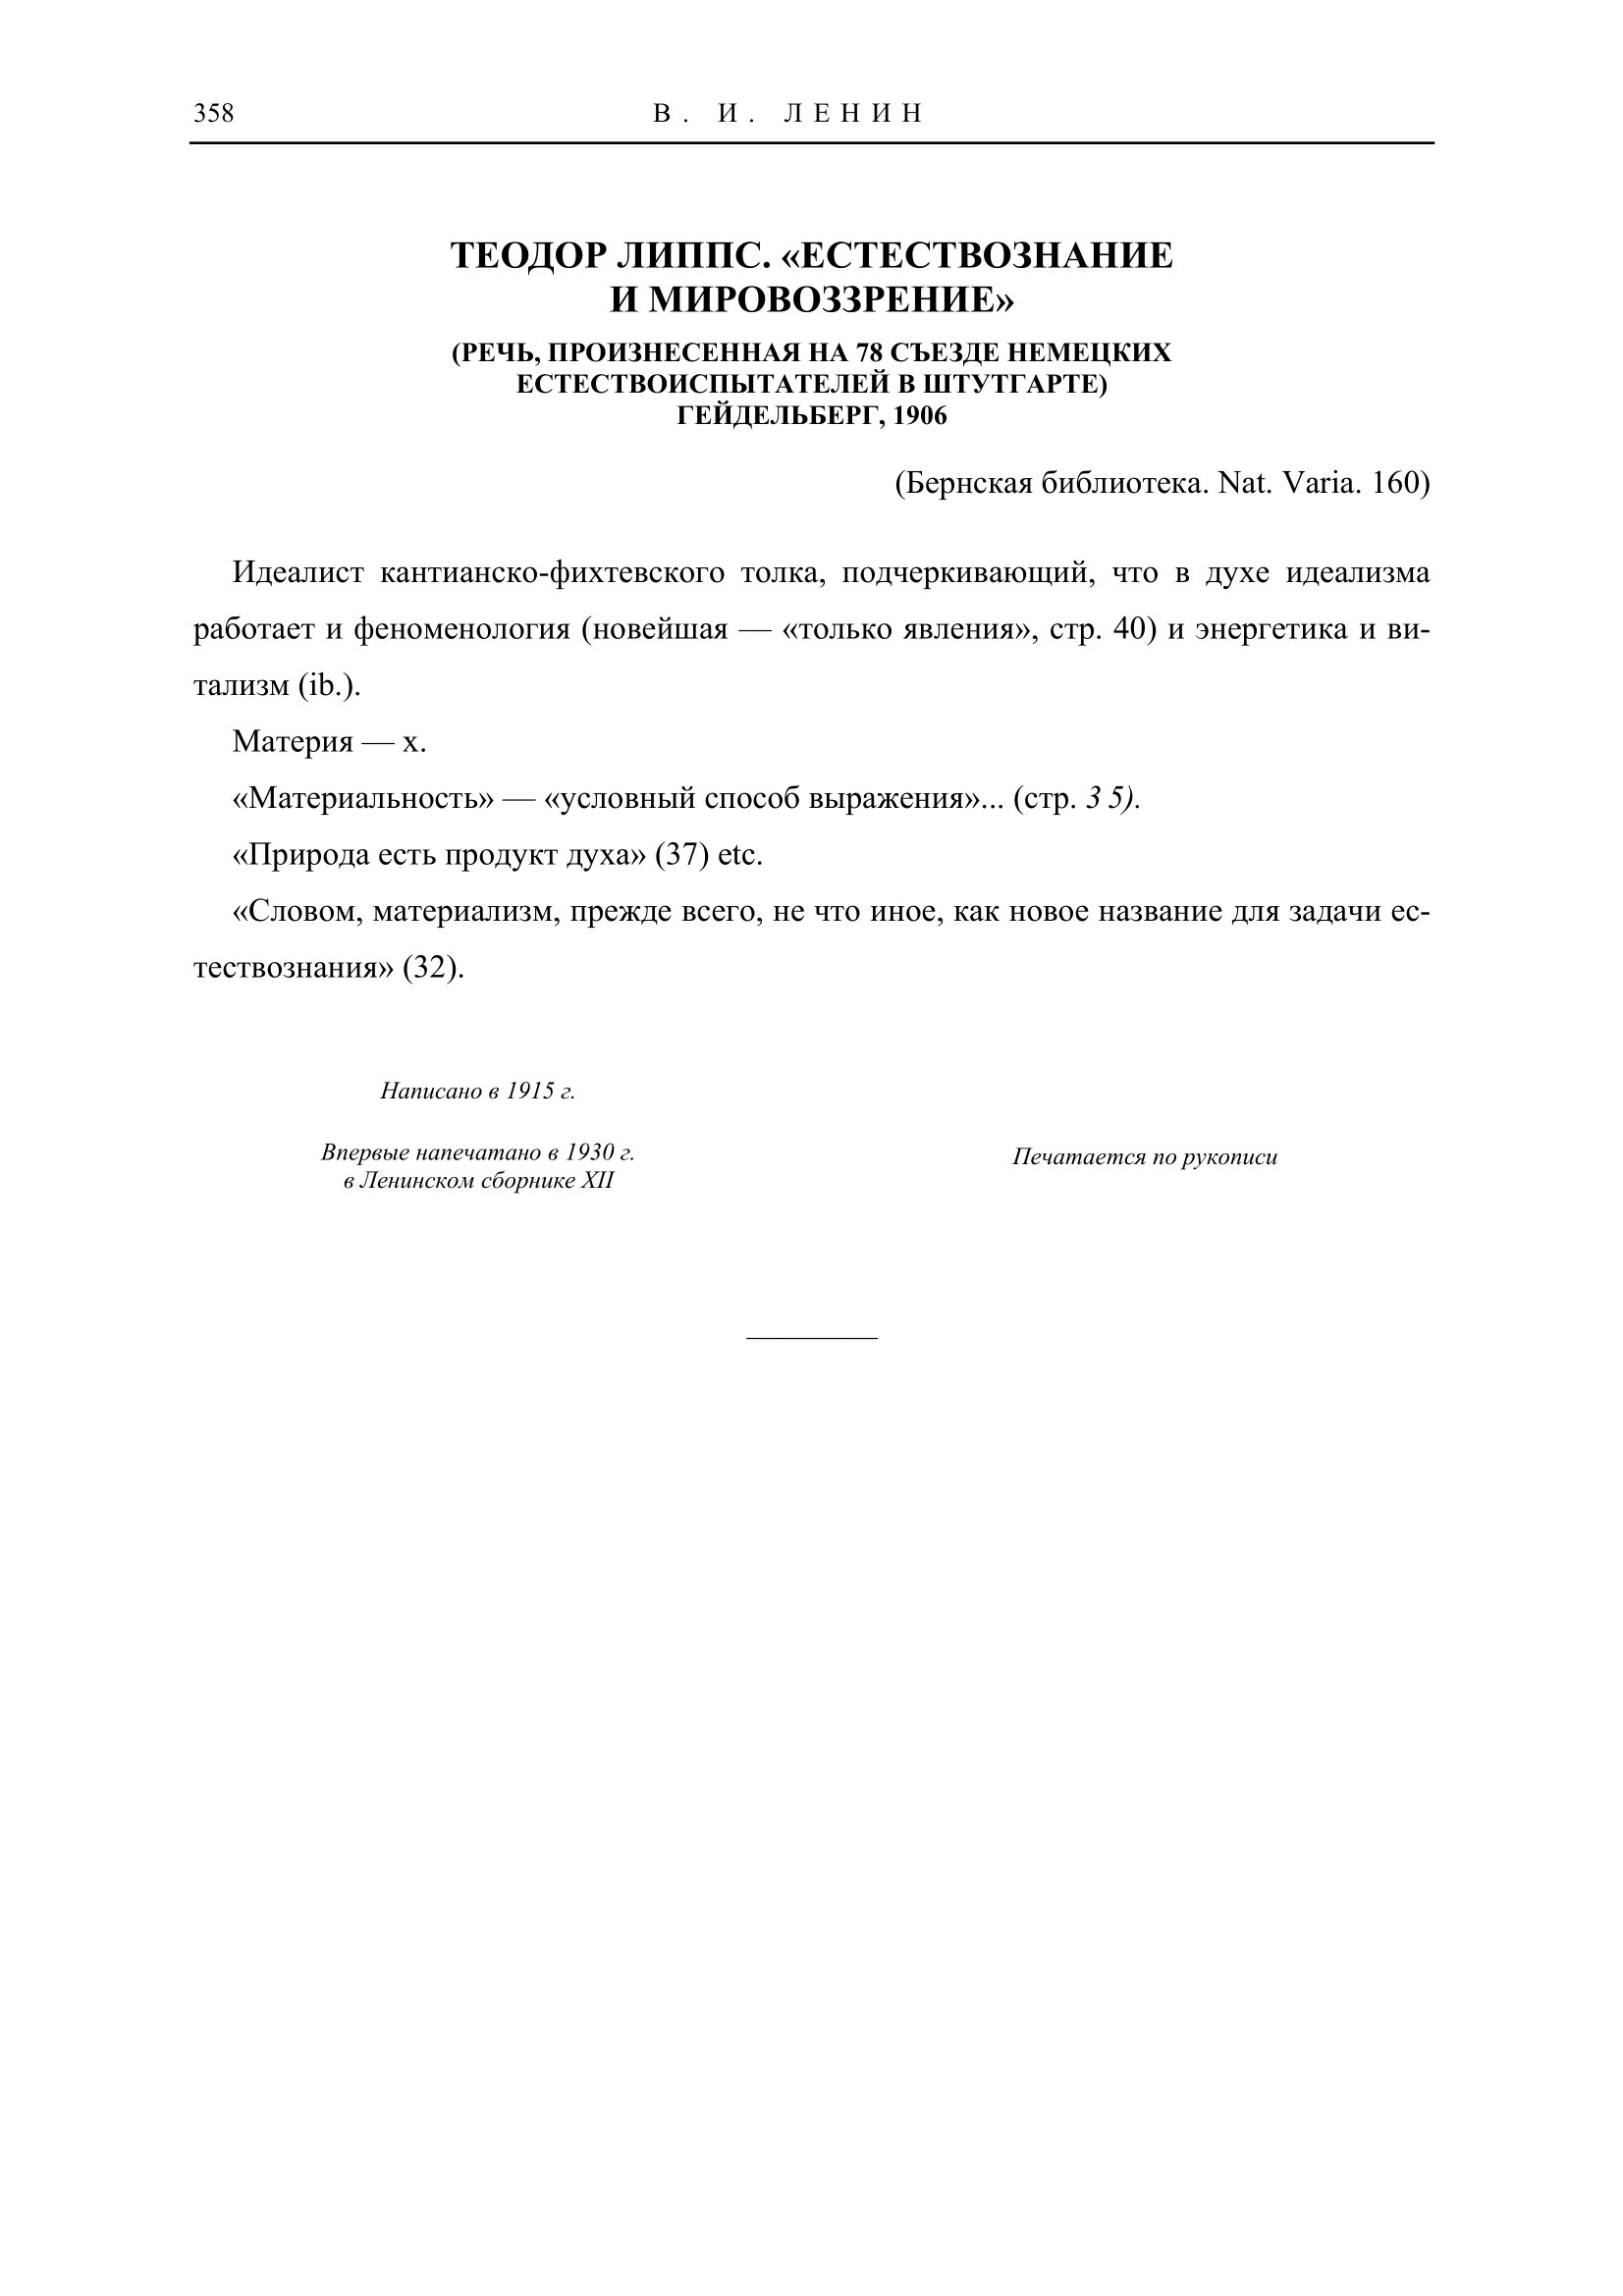 358
В. И. ЛЕНИН
ТЕОДОР ЛИППС. «ЕСТЕСТВОЗНАНИЕ
И МИРОВОЗЗРЕНИЕ»
(РЕЧЬ, ПРОИЗНЕСЕННАЯ НА 78 СЪЕЗДЕ НЕМЕЦКИХ
ЕСТЕСТВОИСПЫТАТЕЛЕЙ В ШТУТГАРТЕ)
ГЕЙДЕЛЬБЕРГ, 1906
(Бернская библиотека. Nat. Varia. 160)
Идеалист кантианско-фихтевского толка, подчеркивающий, что в духе идеализма
работает и феноменология (новейшая — «только явления», стр. 40) и энергетика и ви-
тализм (ib.).
Материя — x.
«Материальность» — «условный способ выражения»... (стр. 3 5).
«Природа есть продукт духа» (37) etc.
«Словом, материализм, прежде всего, не что иное, как новое название для задачи ес-
тествознания» (32).
Написано в 1915 г.
Впервые напечатано в 1930 г.
в Ленинском сборнике XII
Печатается по рукописи